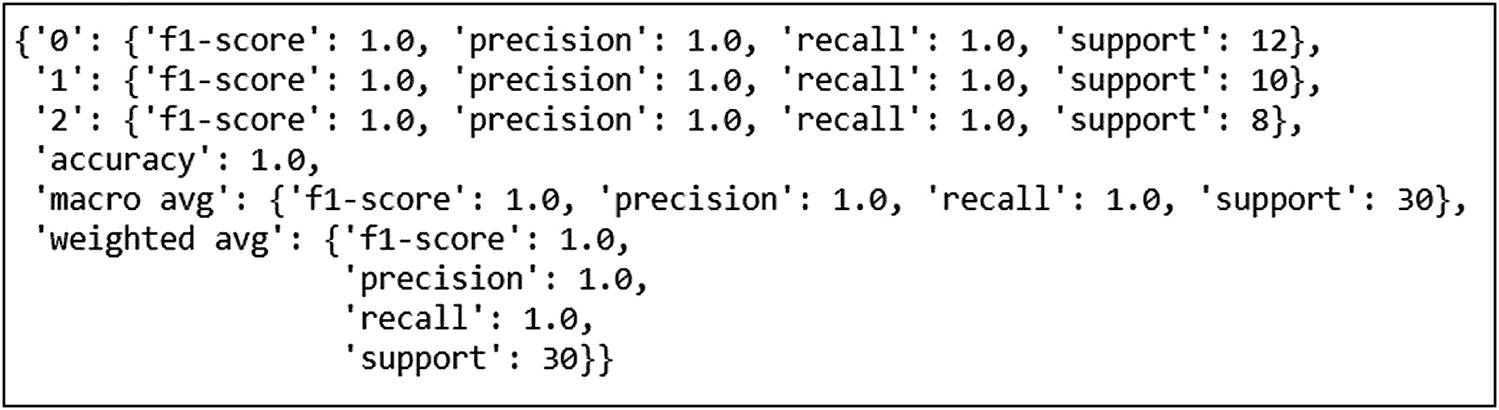 {'0': {'f1-score': 1.0, 'precision': 1.0, 'recall': 1.0, 'support': 12},
'1': {'f1-score': 1.0, 'precision': 1.0, 'recall': 1.0, 'support': 10},
'2': {'f1-score': 1.0, 'precision': 1.0, 'recall': 1.0, 'support': 8},
'accuracy': 1.0,
'macro avg': {'f1-score': 1.0, 'precision': 1.0, 'recall': 1.0, 'support': 30},
'weighted avg': {'f1-score': 1.0,
'precision': 1.0,
'recall': 1.0,
'support': 30}}